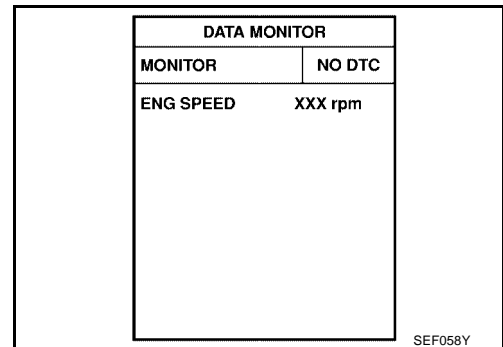 DATA MONITOR
MONITOR NO DTC
ENG SPEED XXX rpm
SEF058Y